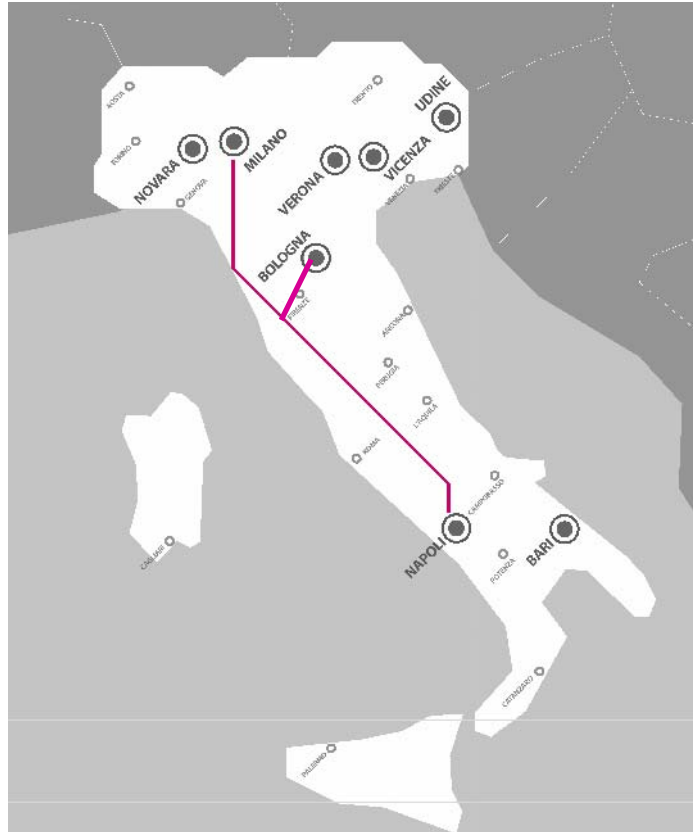 AOSTA
TRENTO
UDINE
TORINO
NOVARA
MILANO
VERONA
VICENZA
GENOVA
VENEZIA
TRIESTE
BOLOGNA
FIRENZE
ANCONA
PERUGIA
L'AQUILA
ROMA
CAMPOBASSO
CAGLIARI
NAPOLI
POTENZA
BARI
CATANZARO
PALERMO